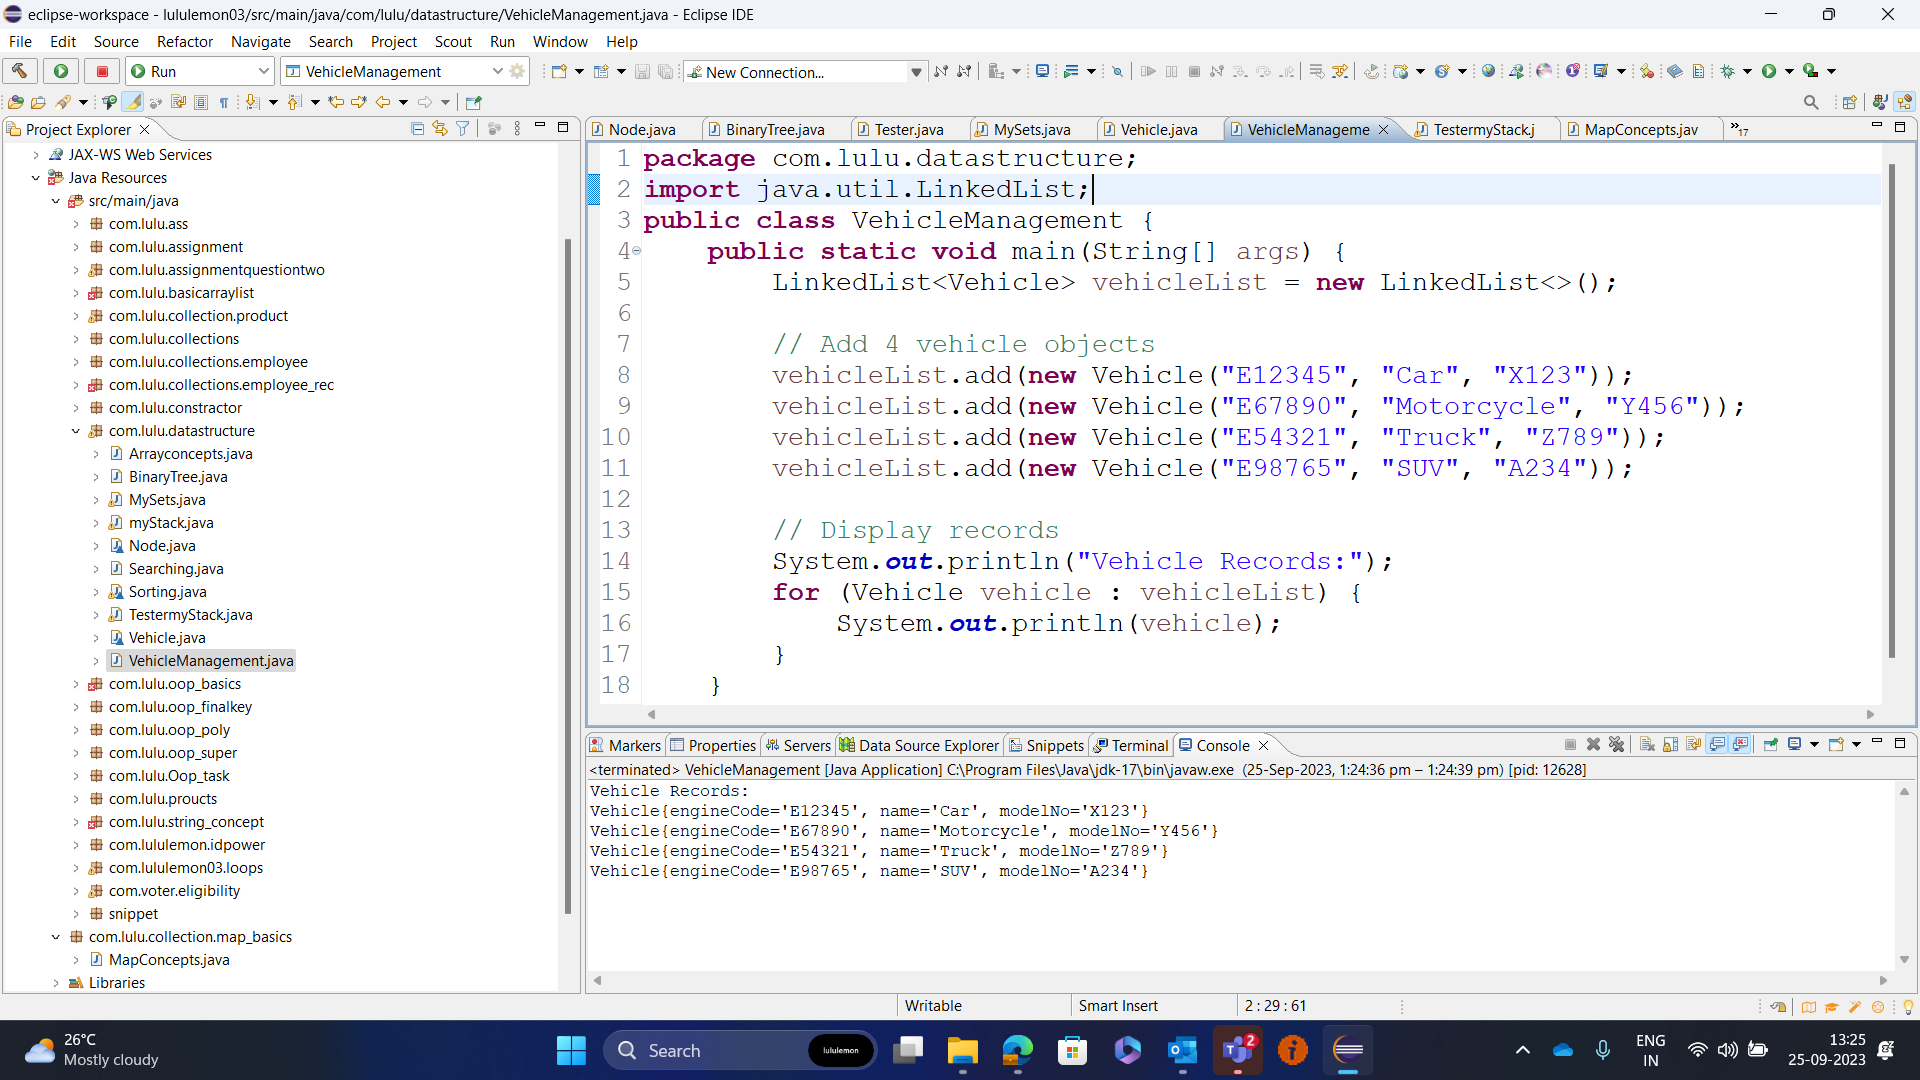 eclipse-workspace - lululemon03/src/main/java/com/lulu/datastructure/VehicleManagement.java - Eclipse IDE
File Edit Source Refactor Navigate Search Project Scout Run Window Help
Run VehicleManagement New Connection...
Project Explorer
JAX-WS Web Services
Java Resources
src/main/java
com.lulu.ass
com.lulu.assignment
com.lulu.assignmentquestiontwo
com.lulu.basicarraylist
com.lulu.collection.product
com.lulu.collections
com.lulu.collections.employee
com.lulu.collections.employee_rec
com.lulu.constractor
com.lulu.datastructure
Arrayconcepts.java
BinaryTree.java
MySets.java
myStack.java
Node.java
Searching.java
Sorting.java
TestermyStack.java
Vehicle.java
VehicleManagement.java
com.lulu.oop_basics
com.lulu.oop_finalkey
com.lulu.oop_poly
com.lulu.oop_super
com.lulu.Oop_task
com.lulu.proucts
com.lulu.string_concept
com.lululemon.idpower
com.lululemon03.loops
com.voter.eligibility
snippet
com.lulu.collection.map_basics
MapConcepts.java
Libraries
Node.java BinaryTree.java Tester.java MySets.java Vehicle.java VehicleManageme TestermyStack.j MapConcepts.jav »17
1 package com.lulu.datastructure;
2 import java.util.LinkedList;
3 public class VehicleManagement {
4 public static void main(String[] args) {
5 LinkedList<Vehicle> vehicleList = new LinkedList<>();
6
7 // Add 4 vehicle objects
8 vehicleList.add(new Vehicle("E12345", "Car", "X123"));
9 vehicleList.add(new Vehicle("E67890", "Motorcycle", "Y456"));
10 vehicleList.add(new Vehicle("E54321", "Truck", "Z789"));
11 vehicleList.add(new Vehicle("E98765", "SUV", "A234"));
12
13 // Display records
14 System.out.println("Vehicle Records:");
15 for (Vehicle vehicle : vehicleList) {
16 System.out.println(vehicle);
17 }
18 }
Markers Properties Servers Data Source Explorer Snippets Terminal Console
<terminated> VehicleManagement [Java Application] C:\Program Files\Java\jdk-17\bin\javaw.exe (25-Sep-2023, 1:24:36 pm – 1:24:39 pm) [pid: 12628]
Vehicle Records:
Vehicle{engineCode='E12345', name='Car', modelNo='X123'}
Vehicle{engineCode='E67890', name='Motorcycle', modelNo='Y456'}
Vehicle{engineCode='E54321', name='Truck', modelNo='Z789'}
Vehicle{engineCode='E98765', name='SUV', modelNo='A234'}
Writable Smart Insert 2 : 29 : 61
26°C
Mostly cloudy
Search
lululemon
2
ENG
IN
13:25
25-09-2023